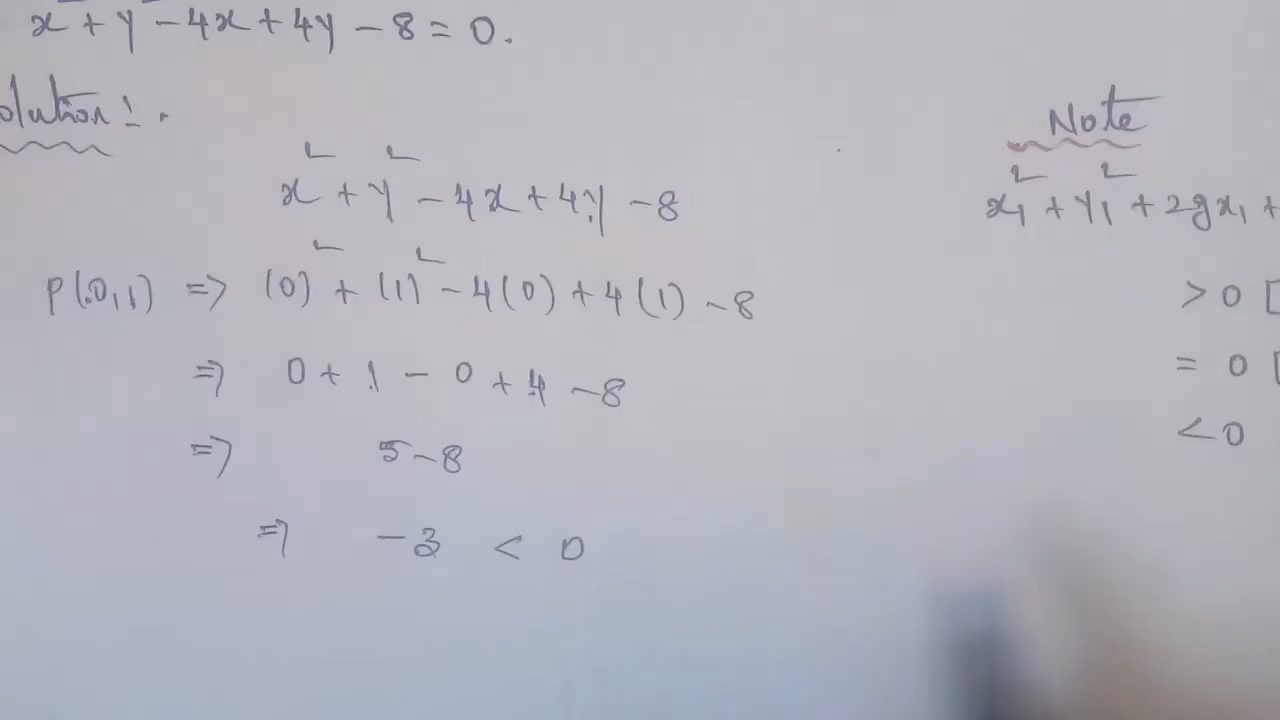 x² + y² - 4x + 4y - 8 = 0.
olution :-
x² + y² - 4x + 4y - 8
P(0,1) => (0)² + (1)² - 4(0) + 4(1) - 8
=> 0 + 1 - 0 + 4 - 8
=> 5 - 8
=> -3 < 0
Note
x₁² + y₁² + 2gx₁ +
> 0 [
= 0 [
< 0